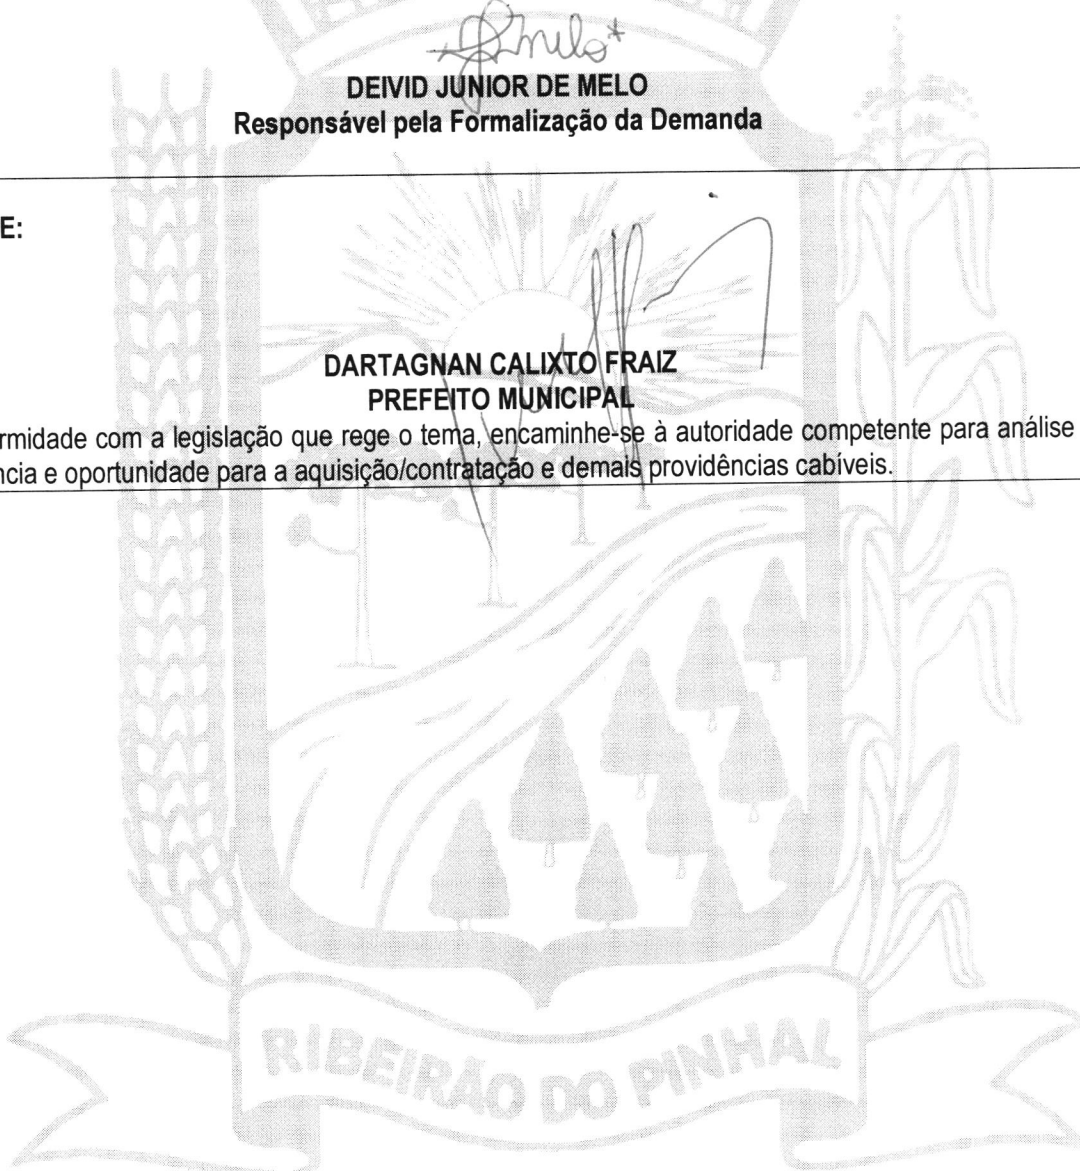 DEIVID JUNIOR DE MELO
Responsável pela Formalização da Demanda
E:
DARTAGNAN CALIXTO FRAIZ
PREFEITO MUNICIPAL
rmidade com a legislação que rege o tema, encaminhe-se à autoridade competente para análise
ncia e oportunidade para a aquisição/contratação e demais providências cabíveis.
RIBEIRÃO DO PINHAL